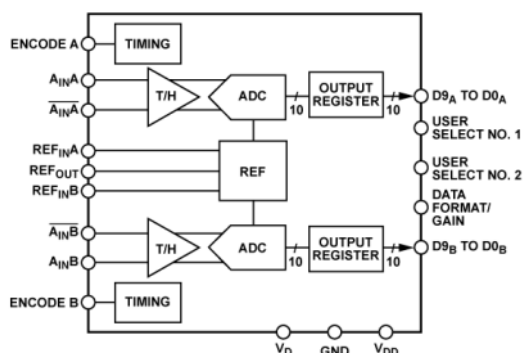 ENCODE A
TIMING
AINA
T/H
ADC
10
OUTPUT
REGISTER
10
D9A TO D0A
AINA
USER
SELECT NO. 1
REFINA
REFOUT
REF
REFINB
USER
SELECT NO. 2
DATA
FORMAT/
GAIN
AINB
T/H
ADC
10
OUTPUT
REGISTER
10
D9B TO D0B
AINB
ENCODE B
TIMING
VD
GND
VDD